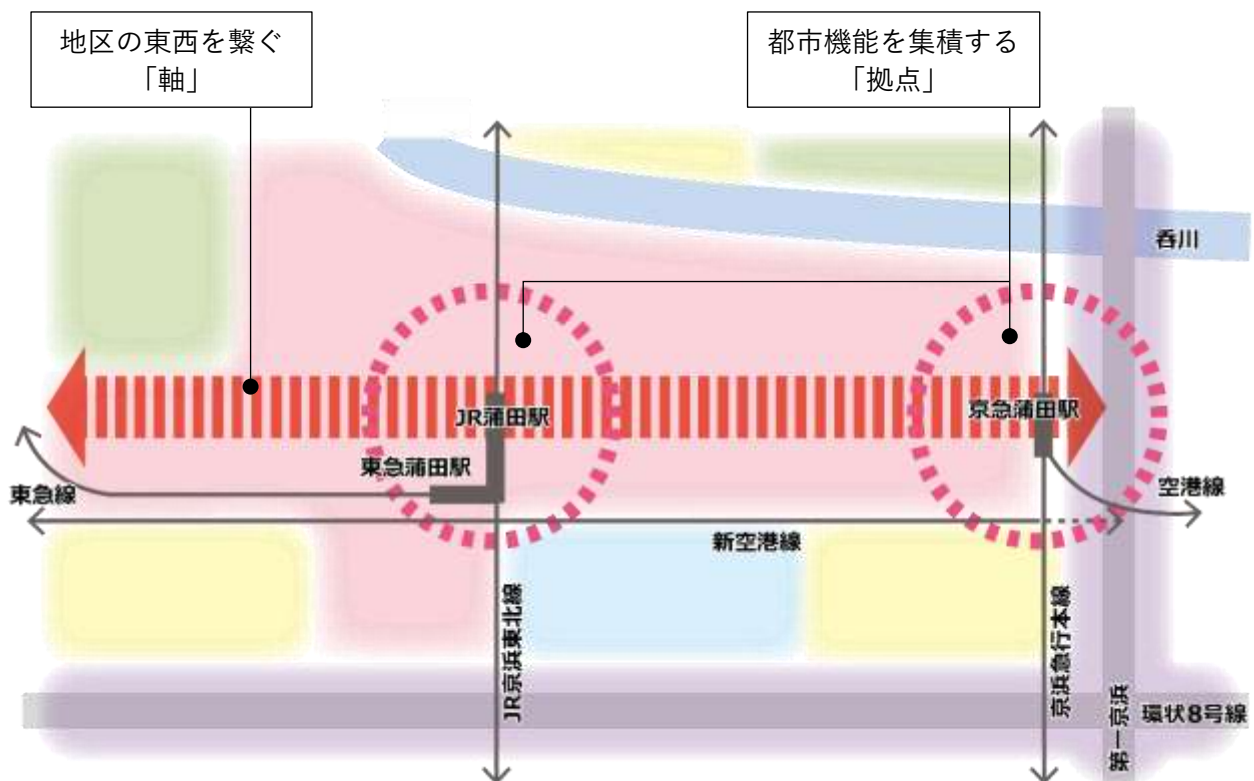 地区の東西を繋ぐ
「軸」
都市機能を集積する
「拠点」
呑川
JR蒲田駅
京急蒲田駅
東急蒲田駅
東急線
空港線
新空港線
JR京浜東北線
京浜急行本線
第一京浜
環状8号線